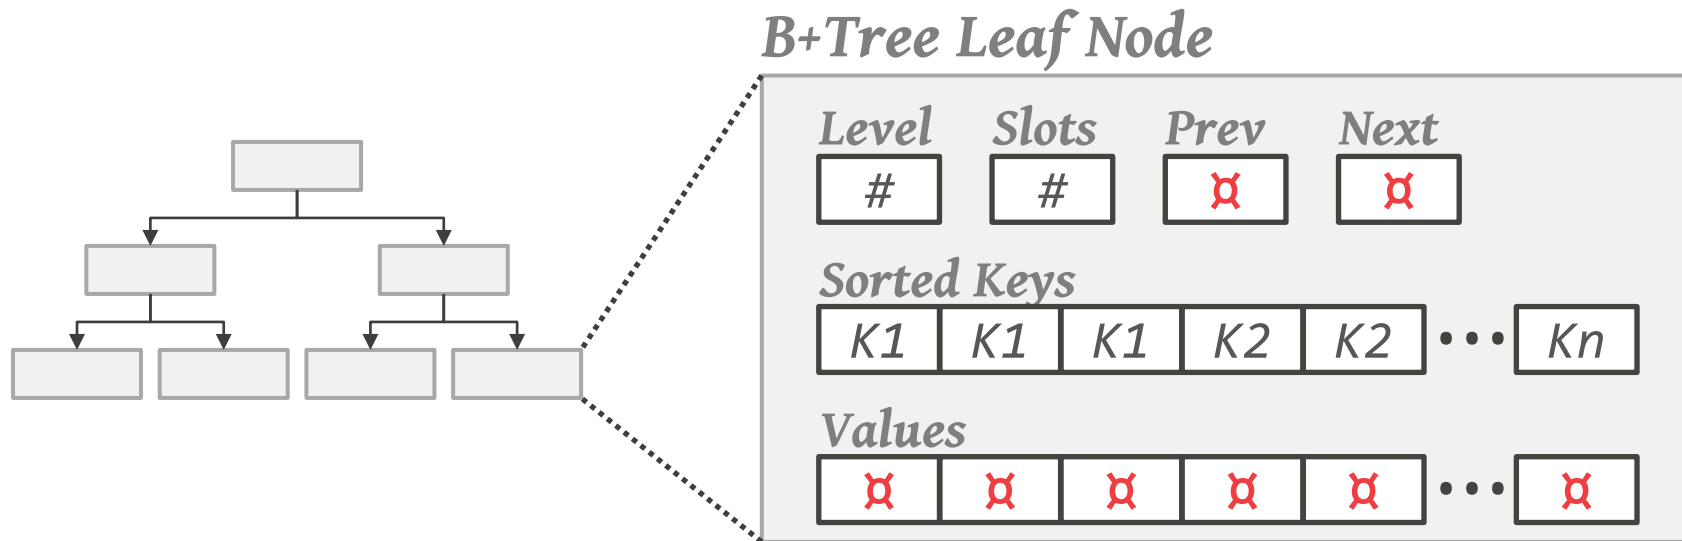 B+Tree Leaf Node
Level Slots Prev Next
# # ¤ ¤
Sorted Keys
K1 K1 K1 K2 K2 ••• Kn
Values
¤ ¤ ¤ ¤ ¤ ••• ¤